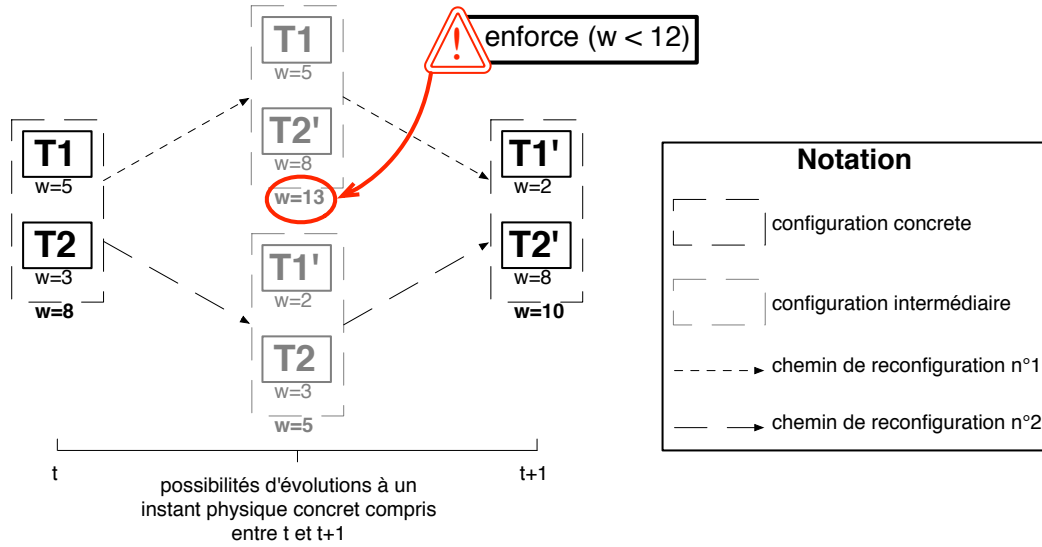 T1
w=5
T2
w=3
w=8
T1
w=5
T2'
w=8
w=13
T1'
w=2
T2
w=3
w=5
enforce (w < 12)
!
T1'
w=2
T2'
w=8
w=10
t
t+1
possibilités d'évolutions à un
instant physique concret compris
entre t et t+1
Notation
configuration concrete
configuration intermédiaire
chemin de reconfiguration n°1
chemin de reconfiguration n°2